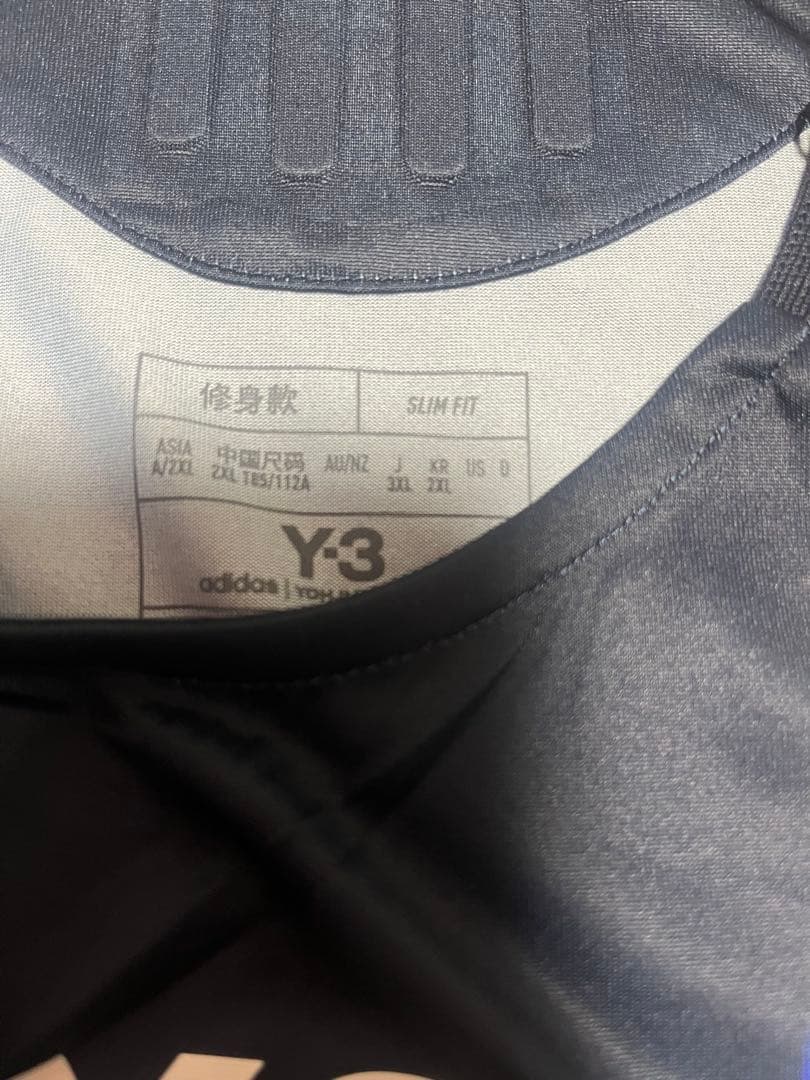 修身款 SLIM FIT
ASIA 中国尺码 AU/NZ J KR US D
A/2XL 2XL 185/112A 3XL 2XL
Y-3
adidas |